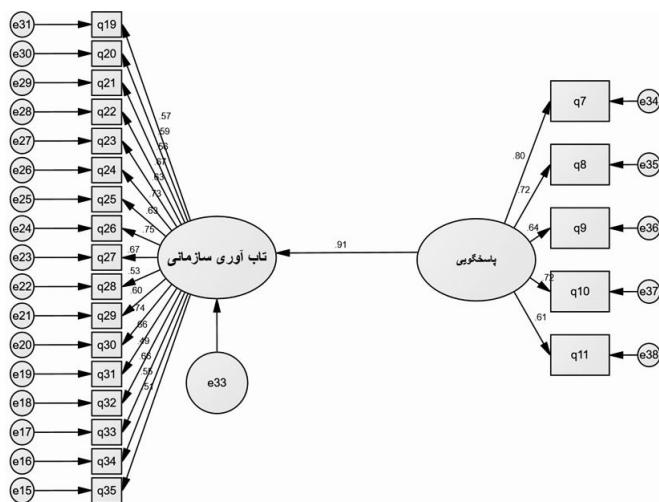 e31 q19
e30 q20
e29 q21
e28 q22
e27 q23
e26 q24
e25 q25
e24 q26
e23 q27
e22 q28
e21 q29
e20 q30
e19 q31
e18 q32
e17 q33
e16 q34
e15 q35
.57
.59
.56
.67
.63
.73
.63
.75
.67
.53
.60
.74
.66
.49
.68
.55
.51
تاب آوری سازمانی
e33
.91
پاسخگویی
.80
.72
.64
.72
.61
q7 e34
q8 e35
q9 e36
q10 e37
q11 e38